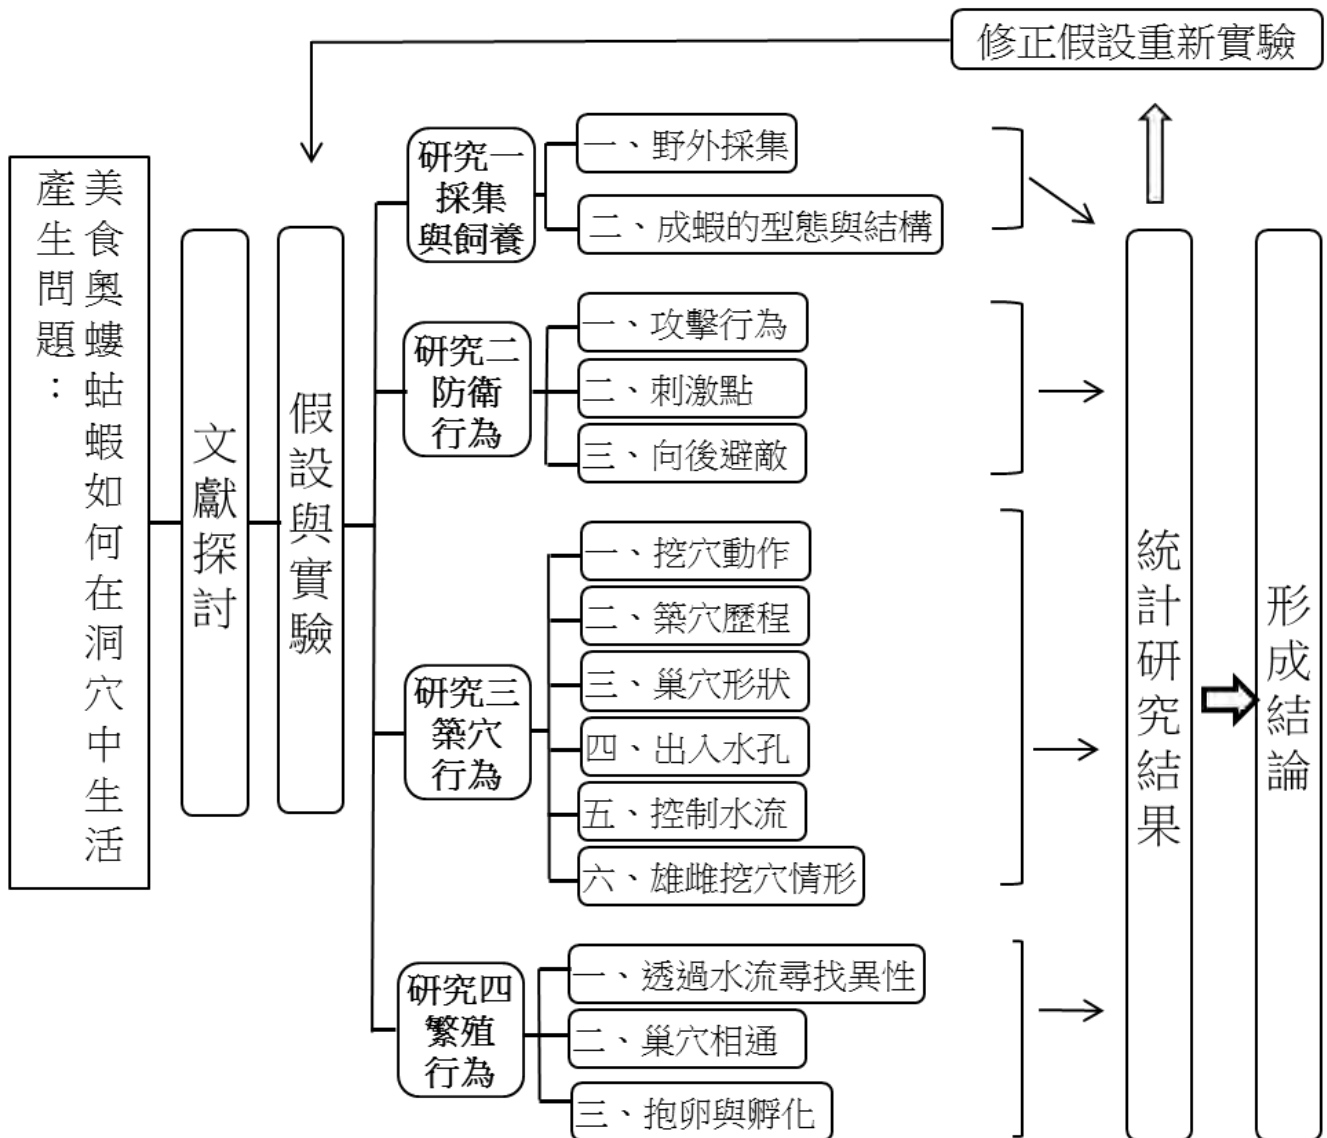 修正假設重新實驗
產生問題：
美食奧螻蛄蝦如何在洞穴中生活
文獻探討
假設與實驗
研究一
採集
與飼養
一、野外採集
二、成蝦的型態與結構
研究二
防衛
行為
一、攻擊行為
二、刺激點
三、向後避敵
研究三
築穴
行為
一、挖穴動作
二、築穴歷程
三、巢穴形狀
四、出入水孔
五、控制水流
六、雄雌挖穴情形
研究四
繁殖
行為
一、透過水流尋找異性
二、巢穴相通
三、抱卵與孵化
統計研究結果
形成結論